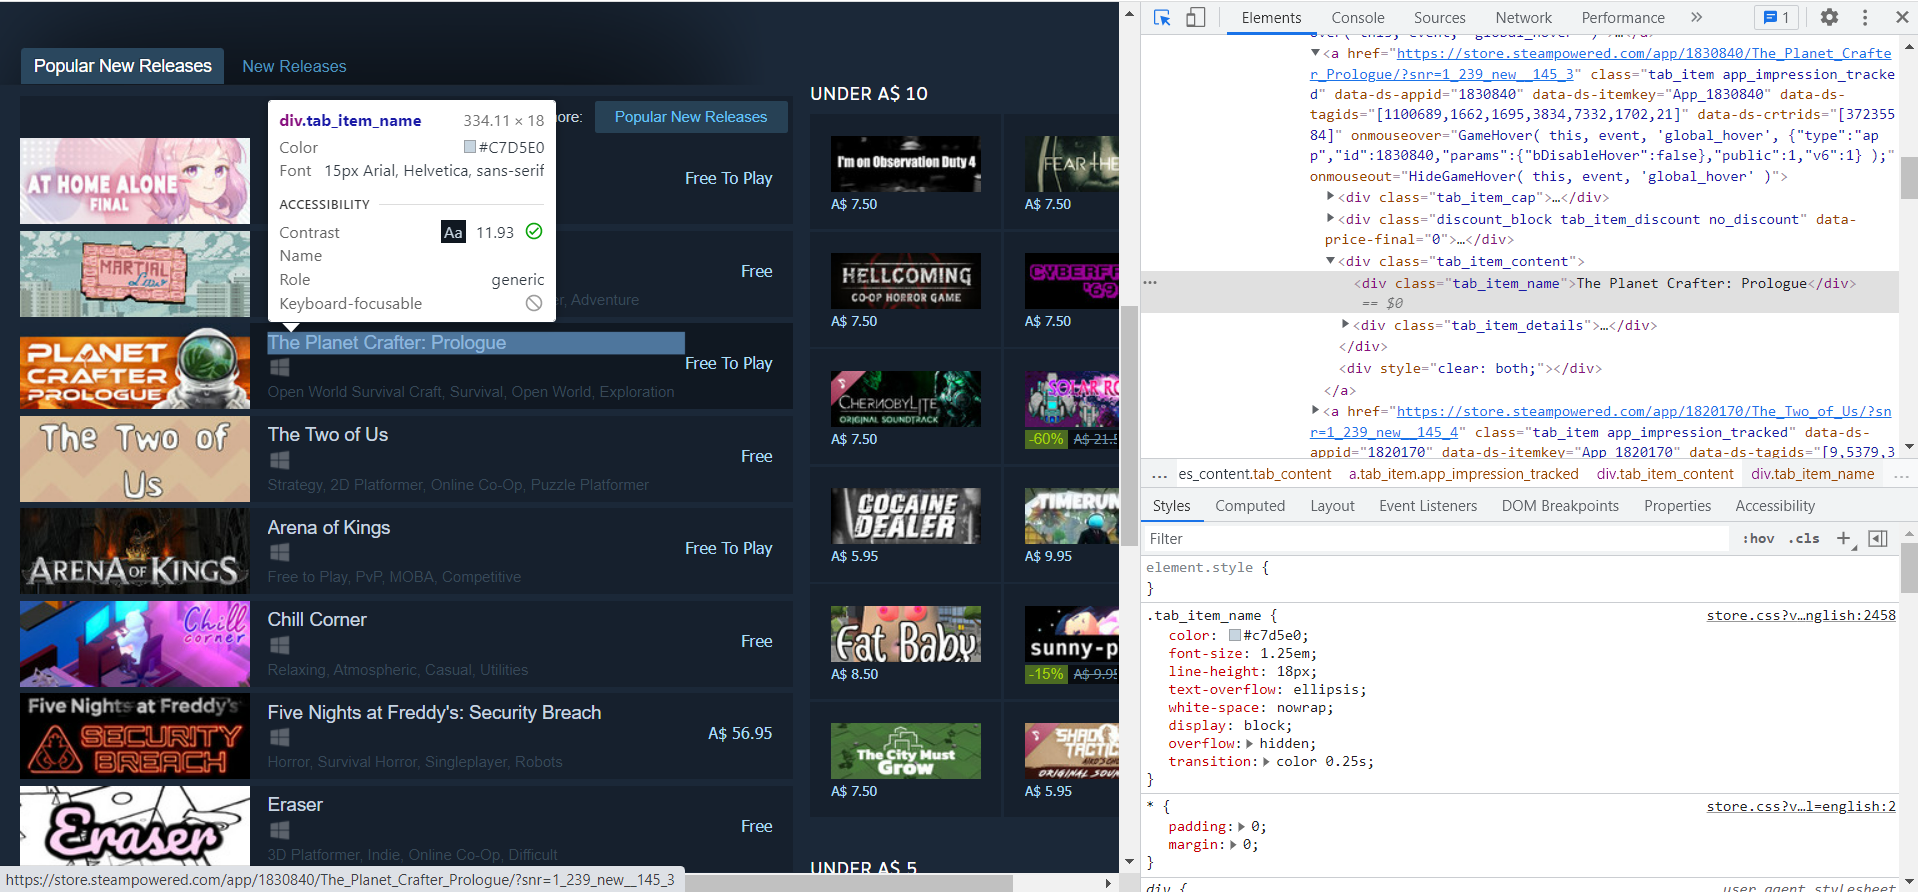 Popular New Releases
New Releases
ore:
Popular New Releases
div.tab_item_name 334.11 × 18
Color #C7D5E0
Font 15px Arial, Helvetica, sans-serif
ACCESSIBILITY
Contrast Aa 11.93
Name
Role generic
Keyboard-focusable
AT HOME ALONE
FINAL
Free To Play
MARTIAL
Law
Free
r, Adventure
PLANET
CRAFTER
PROLOGUE
The Planet Crafter: Prologue
Free To Play
Open World Survival Craft, Survival, Open World, Exploration
The Two of
Us
The Two of Us
Free
Strategy, 2D Platformer, Online Co-Op, Puzzle Platformer
ARENA OF KINGS
Arena of Kings
Free To Play
Free to Play, PvP, MOBA, Competitive
Chill
corner
Chill Corner
Free
Relaxing, Atmospheric, Casual, Utilities
Five Nights at Freddy's
SECURITY
BREACH
Five Nights at Freddy's: Security Breach
A$ 56.95
Horror, Survival Horror, Singleplayer, Robots
Eraser
Eraser
Free
3D Platformer, Indie, Online Co-Op, Difficult
https://store.steampowered.com/app/1830840/The_Planet_Crafter_Prologue/?snr=1_239_new__145_3
UNDER A$ 10
I'm on Observation Duty 4
A$ 7.50
FEAR THE
A$ 7.50
HELLCOMING
CO-OP HORROR GAME
A$ 7.50
CYBERF
'69
A$ 7.50
CHERNOBYLITE
ORIGINAL SOUNDTRACK
A$ 7.50
SOLAR RO
-60% A$ 21.5
COCAINE
DEALER
A$ 5.95
TIMERUN
A$ 9.95
Fat Baby
A$ 8.50
sunny-p
-15% A$ 9.95
The City Must
Grow
A$ 7.50
SHADO
TACTIC
ORIGINAL SOUN
A$ 5.95
UNDER A$ 5
Elements Console Sources Network Performance » 1
ver( this, event, 'global_hover' )">…</a>
<a href="https://store.steampowered.com/app/1830840/The_Planet_Crafte
r_Prologue/?snr=1_239_new__145_3" class="tab_item app_impression_tracke
d" data-ds-appid="1830840" data-ds-itemkey="App_1830840" data-ds-
tagids="[1100689,1662,1695,3834,7332,1702,21]" data-ds-crtrids="[372355
84]" onmouseover="GameHover( this, event, 'global_hover', {"type":"ap
p","id":1830840,"params":{"bDisableHover":false},"public":1,"v6":1} );"
onmouseout="HideGameHover( this, event, 'global_hover' )">
<div class="tab_item_cap">…</div>
<div class="discount_block tab_item_discount no_discount" data-
price-final="0">…</div>
<div class="tab_item_content">
<div class="tab_item_name">The Planet Crafter: Prologue</div>
== $0
<div class="tab_item_details">…</div>
</div>
<div style="clear: both;"></div>
</a>
<a href="https://store.steampowered.com/app/1820170/The_Two_of_Us/?sn
r=1_239_new__145_4" class="tab_item app_impression_tracked" data-ds-
appid="1820170" data-ds-itemkey="App_1820170" data-ds-tagids="[9,5379,3
... es_content.tab_content a.tab_item.app_impression_tracked div.tab_item_content div.tab_item_name ...
Styles Computed Layout Event Listeners DOM Breakpoints Properties Accessibility
Filter :hov .cls +
element.style {
}
.tab_item_name { store.css?v…nglish:2458
color: #c7d5e0;
font-size: 1.25em;
line-height: 18px;
text-overflow: ellipsis;
white-space: nowrap;
display: block;
overflow: hidden;
transition: color 0.25s;
}
* { store.css?v…l=english:2
padding: 0;
margin: 0;
}
div { user agent stylesheet